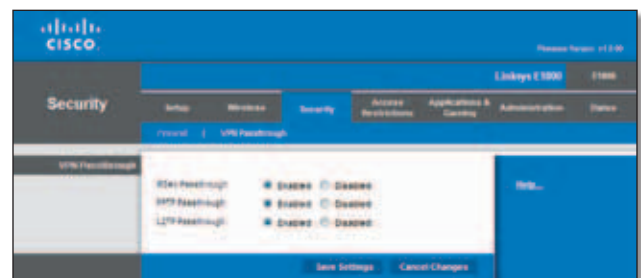 CISCO
Firmware Version: v1.0.00
Linksys E1000 E1000
Security Setup Wireless Security Access Restrictions Applications & Gaming Administration Status
Firewall | VPN Passthrough
VPN Passthrough
IPSec Passthrough Enabled Disabled
PPTP Passthrough Enabled Disabled
L2TP Passthrough Enabled Disabled
Help...
Save Settings Cancel Changes